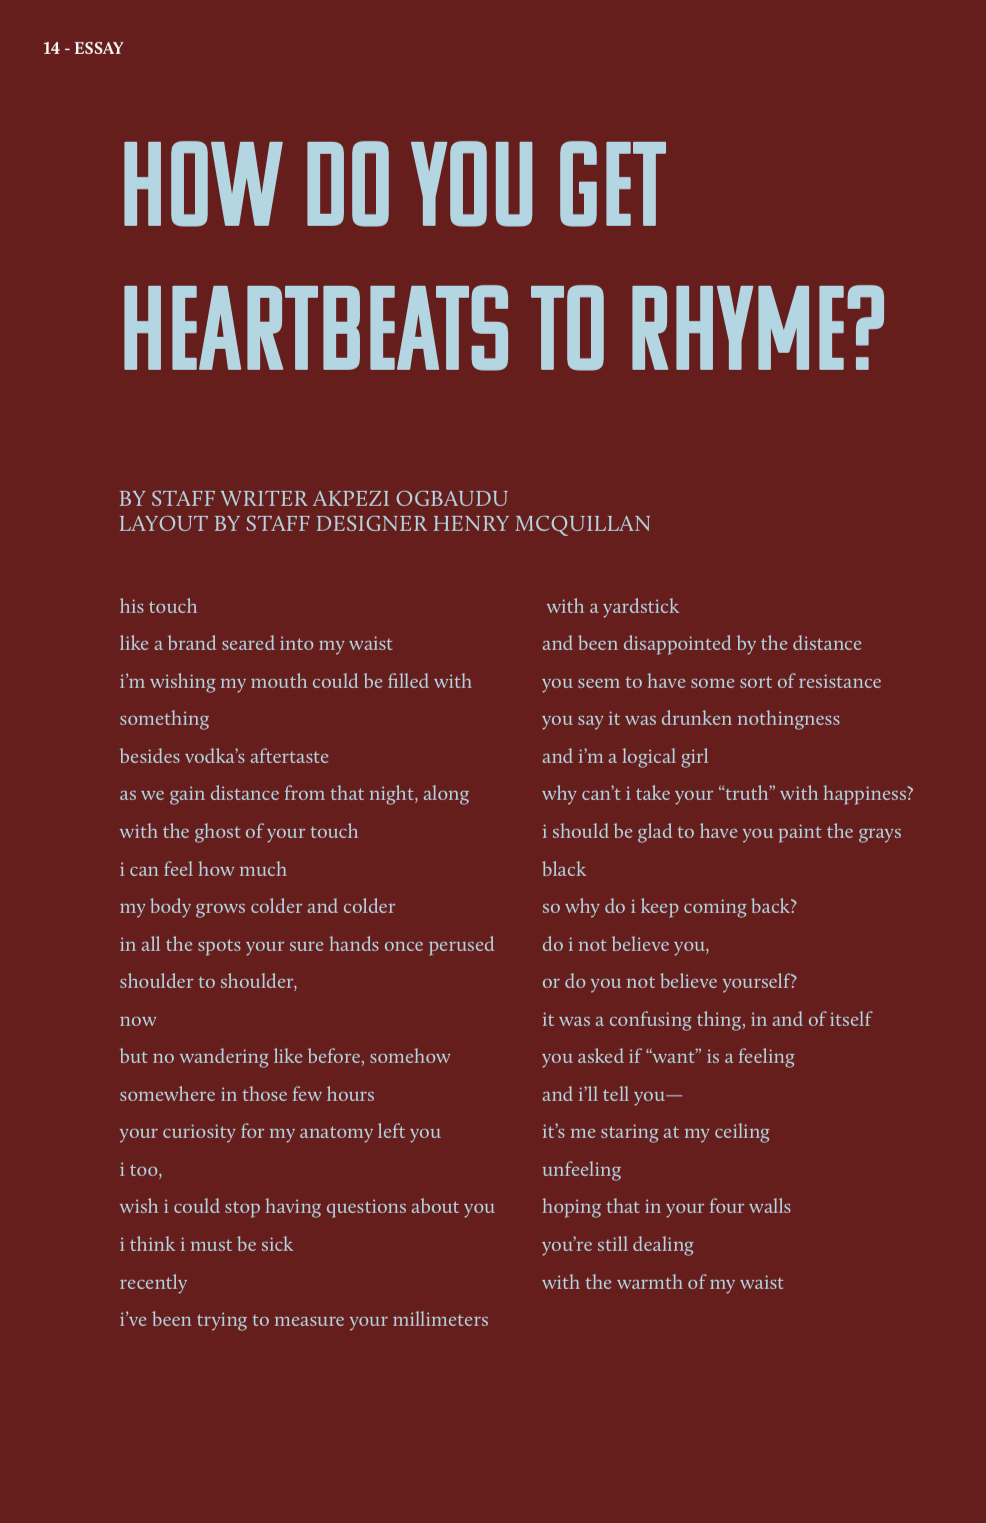 14 - ESSAY
HOW DO YOU GET
HEARTBEATS TO RHYME?
BY STAFF WRITER AKPEZI OGBAUDU
LAYOUT BY STAFF DESIGNER HENRY MCQUILLAN
his touch
like a brand seared into my waist
i’m wishing my mouth could be filled with
something
besides vodka’s aftertaste
as we gain distance from that night, along
with the ghost of your touch
i can feel how much
my body grows colder and colder
in all the spots your sure hands once perused
shoulder to shoulder,
now
but no wandering like before, somehow
somewhere in those few hours
your curiosity for my anatomy left you
i too,
wish i could stop having questions about you
i think i must be sick
recently
i’ve been trying to measure your millimeters
with a yardstick
and been disappointed by the distance
you seem to have some sort of resistance
you say it was drunken nothingness
and i’m a logical girl
why can’t i take your “truth” with happiness?
i should be glad to have you paint the grays
black
so why do i keep coming back?
do i not believe you,
or do you not believe yourself?
it was a confusing thing, in and of itself
you asked if “want” is a feeling
and i’ll tell you—
it’s me staring at my ceiling
unfeeling
hoping that in your four walls
you’re still dealing
with the warmth of my waist